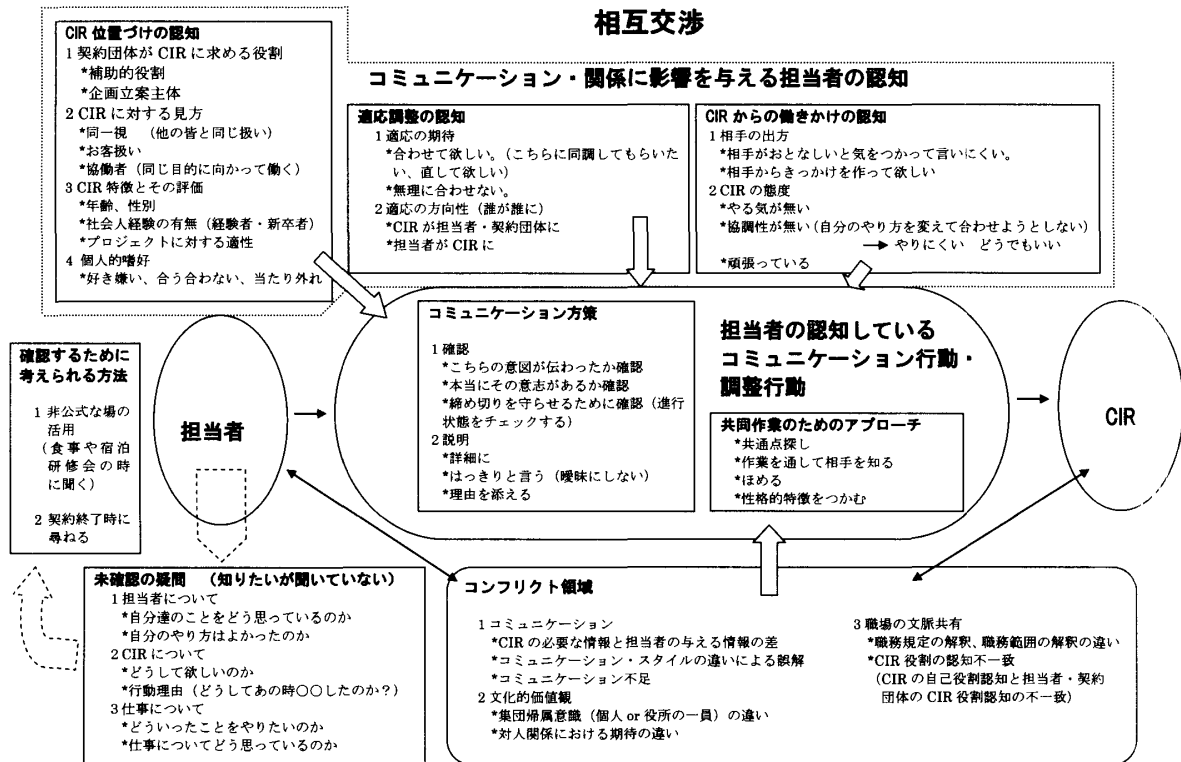 相互交渉
CIR 位置づけの認知
1 契約団体が CIR に求める役割
*補助的役割
*企画立案主体
2 CIR に対する見方
*同一視 （他の皆と同じ扱い）
*お客扱い
*協働者（同じ目的に向かって働く）
3 CIR 特徴とその評価
*年齢、性別
*社会人経験の有無（経験者・新卒者）
*プロジェクトに対する適性
4 個人的嗜好
*好き嫌い、合う合わない、当たり外れ
コミュニケーション・関係に影響を与える担当者の認知
適応調整の認知
1 適応の期待
*合わせて欲しい。（こちらに同調してもらいた
い、直して欲しい）
*無理に合わせない。
2 適応の方向性（誰が誰に）
*CIR が担当者・契約団体に
*担当者が CIR に
CIR からの働きかけの認知
1 相手の出方
*相手がおとなしいと気をつかって言いにくい。
*相手からきっかけを作って欲しい
2 CIR の態度
*やる気が無い
*協調性が無い（自分のやり方を変えて合わせようとしない）
→ やりにくい どうでもいい
*頑張っている
確認するために
考えられる方法
1 非公式な場の
活用
（食事や宿泊
研修会の時
に聞く）
2 契約終了時に
尋ねる
担当者
コミュニケーション方策
1 確認
*こちらの意図が伝わったか確認
*本当にその意志があるか確認
*締め切りを守らせるために確認（進行
状態をチェックする）
2 説明
*詳細に
*はっきりと言う（曖昧にしない）
*理由を添える
担当者の認知している
コミュニケーション行動・
調整行動
共同作業のためのアプローチ
*共通点探し
*作業を通して相手を知る
*ほめる
*性格的特徴をつかむ
CIR
未確認の疑問 （知りたいが聞いていない）
1 担当者について
*自分達のことをどう思っているのか
*自分のやり方はよかったのか
2 CIR について
*どうして欲しいのか
*行動理由（どうしてあの時〇〇したのか？）
3 仕事について
*どういったことをやりたいのか
*仕事についてどう思っているのか
コンフリクト領域
1 コミュニケーション
*CIR の必要な情報と担当者の与える情報の差
*コミュニケーション・スタイルの違いによる誤解
*コミュニケーション不足
2 文化的価値観
*集団帰属意識（個人 or 役所の一員）の違い
*対人関係における期待の違い
3 職場の文脈共有
*職務規定の解釈、職務範囲の解釈の違い
*CIR 役割の認知不一致
（CIR の自己役割認知と担当者・契約
団体の CIR 役割認知の不一致）